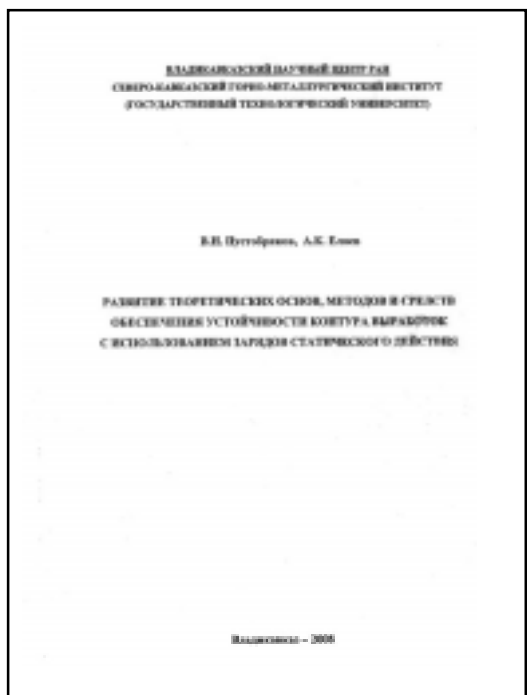 ВЛАДИКАВКАЗСКИЙ НАУЧНЫЙ ЦЕНТР РАН
СЕВЕРО-КАВКАЗСКИЙ ГОРНО-МЕТАЛЛУРГИЧЕСКИЙ ИНСТИТУТ
(ГОСУДАРСТВЕННЫЙ ТЕХНОЛОГИЧЕСКИЙ УНИВЕРСИТЕТ)
В.И. А.К.
РАЗВИТИЕ ТЕОРЕТИЧЕСКИХ ОСНОВ, МЕТОДОВ И СРЕДСТВ
ОБЕСПЕЧЕНИЯ УСТОЙЧИВОСТИ КОНТУРА ВЫРАБОТОК
С ИСПОЛЬЗОВАНИЕМ ЗАРЯДОВ СТАТИЧЕСКОГО ДЕЙСТВИЯ
Владикавказ – 2008